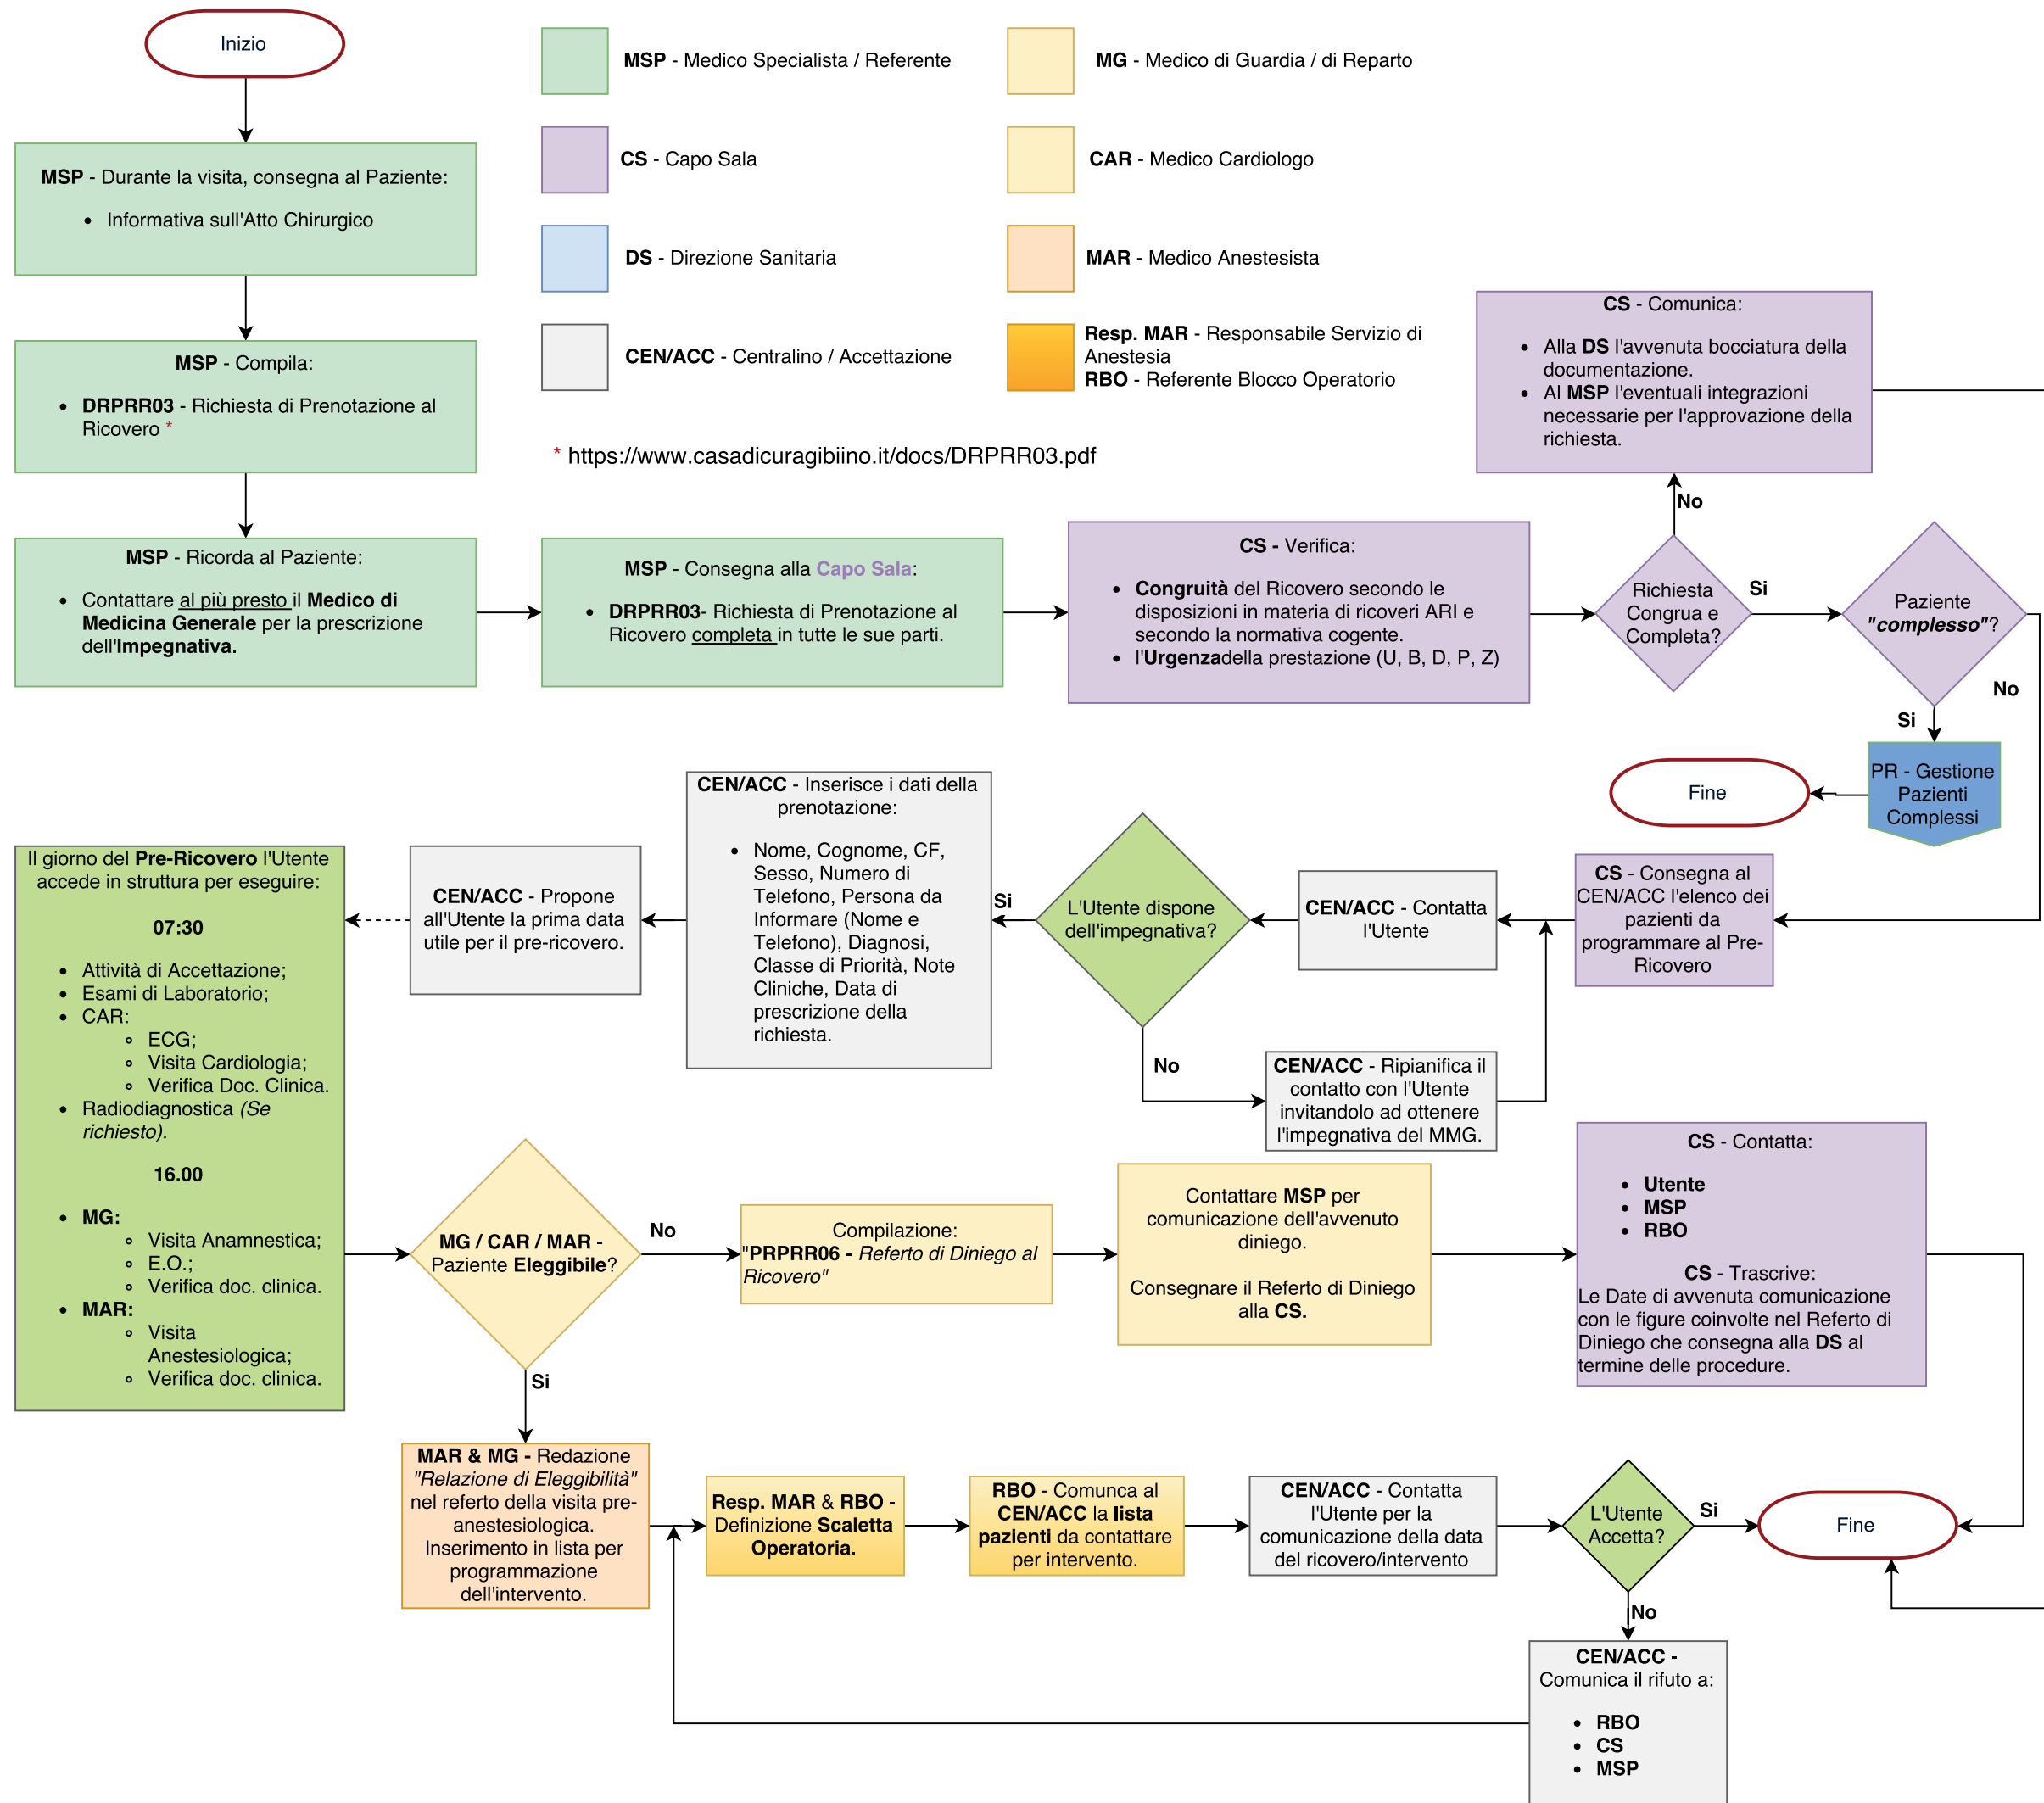 Inizio
MSP - Medico Specialista / Referente
MG - Medico di Guardia / di Reparto
CS - Capo Sala
CAR - Medico Cardiologo
DS - Direzione Sanitaria
MAR - Medico Anestesista
CEN/ACC - Centralino / Accettazione
Resp. MAR - Responsabile Servizio di
Anestesia
RBO - Referente Blocco Operatorio
* https://www.casadicuragibiino.it/docs/DRPRR03.pdf
MSP - Durante la visita, consegna al Paziente:
• Informativa sull'Atto Chirurgico
MSP - Compila:
• DRPRR03 - Richiesta di Prenotazione al
Ricovero *
MSP - Ricorda al Paziente:
• Contattare al più presto il Medico di
Medicina Generale per la prescrizione
dell'Impegnativa.
MSP - Consegna alla Capo Sala:
• DRPRR03- Richiesta di Prenotazione al
Ricovero completa in tutte le sue parti.
CS - Verifica:
• Congruità del Ricovero secondo le
disposizioni in materia di ricoveri ARI e
secondo la normativa cogente.
• l'Urgenzadella prestazione (U, B, D, P, Z)
Richiesta
Congrua e
Completa?
No
CS - Comunica:
• Alla DS l'avvenuta bocciatura della
documentazione.
• Al MSP l'eventuali integrazioni
necessarie per l'approvazione della
richiesta.
Si
Paziente
"complesso"?
No
Si
PR - Gestione
Pazienti
Complessi
Fine
CS - Consegna al
CEN/ACC l'elenco dei
pazienti da
programmare al Pre-
Ricovero
CEN/ACC - Contatta
l'Utente
L'Utente dispone
dell'impegnativa?
No
CEN/ACC - Ripianifica il
contatto con l'Utente
invitandolo ad ottenere
l'impegnativa del MMG.
Si
CEN/ACC - Inserisce i dati della
prenotazione:
• Nome, Cognome, CF,
Sesso, Numero di
Telefono, Persona da
Informare (Nome e
Telefono), Diagnosi,
Classe di Priorità, Note
Cliniche, Data di
prescrizione della
richiesta.
CEN/ACC - Propone
all'Utente la prima data
utile per il pre-ricovero.
Il giorno del Pre-Ricovero l'Utente
accede in struttura per eseguire:
07:30
• Attività di Accettazione;
• Esami di Laboratorio;
• CAR:
◦ ECG;
◦ Visita Cardiologia;
◦ Verifica Doc. Clinica.
• Radiodiagnostica (Se
richiesto).
16.00
• MG:
◦ Visita Anamnestica;
◦ E.O.;
◦ Verifica doc. clinica.
• MAR:
◦ Visita
Anestesiologica;
◦ Verifica doc. clinica.
MG / CAR / MAR -
Paziente Eleggibile?
No
Compilazione:
"PRPRR06 - Referto di Diniego al
Ricovero"
Contattare MSP per
comunicazione dell'avvenuto
diniego.
Consegnare il Referto di Diniego
alla CS.
CS - Contatta:
• Utente
• MSP
• RBO
CS - Trascrive:
Le Date di avvenuta comunicazione
con le figure coinvolte nel Referto di
Diniego che consegna alla DS al
termine delle procedure.
Si
MAR & MG - Redazione
"Relazione di Eleggibilità"
nel referto della visita pre-
anestesiologica.
Inserimento in lista per
programmazione
dell'intervento.
Resp. MAR & RBO -
Definizione Scaletta
Operatoria.
RBO - Comunca al
CEN/ACC la lista
pazienti da contattare
per intervento.
CEN/ACC - Contatta
l'Utente per la
comunicazione della data
del ricovero/intervento
L'Utente
Accetta?
Si
Fine
No
CEN/ACC -
Comunica il rifuto a:
• RBO
• CS
• MSP